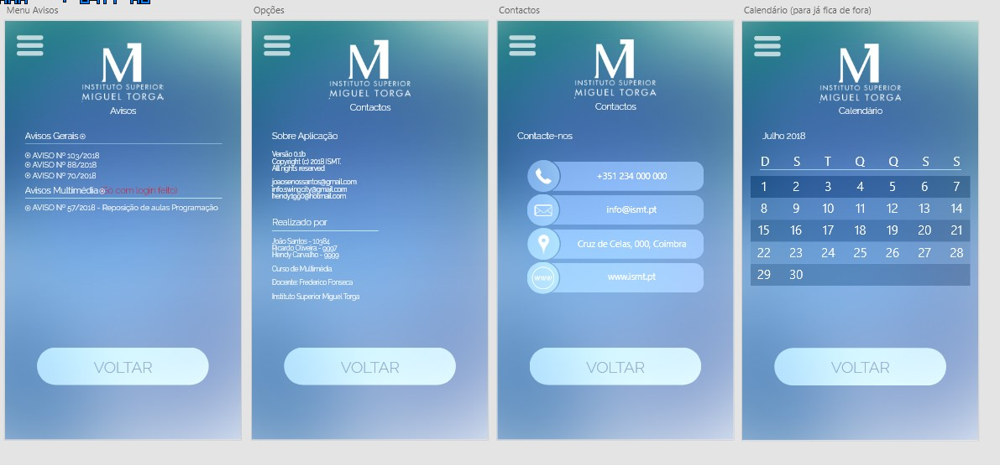 Menu Avisos
INSTITUTO SUPERIOR
MIGUEL TORGA
Avisos
Avisos Gerais
AVISO Nº 103/2018
AVISO Nº 88/2018
AVISO Nº 70/2018
Avisos Multimédia Só com login feito)
AVISO Nº 57/2018 - Reposição de aulas Programação
VOLTAR
Opções
INSTITUTO SUPERIOR
MIGUEL TORGA
Contactos
Sobre Aplicação
Versão 0.1b
Copyright (c) 2018 ISMT.
All rights reserved
joaosenossantos@gmail.com
info.swingcity@gmail.com
hendy1990@hotmail.com
Realizado por
João Santos - 10384
Ricardo Oliveira - 9997
Hendy Carvalho - 9999
Curso de Multimédia
Docente: Frederico Fonseca
Instituto Superior Miguel Torga
VOLTAR
Contactos
INSTITUTO SUPERIOR
MIGUEL TORGA
Contactos
Contacte-nos
+351 234 000 000
info@ismt.pt
Cruz de Celas, 000, Coimbra
www www.ismt.pt
VOLTAR
Calendário (para já fica de fora)
INSTITUTO SUPERIOR
MIGUEL TORGA
Calendário
Julho 2018
D S T Q Q S S
1 2 3 4 5 6 7
8 9 10 11 12 13 14
15 16 17 18 19 20 21
22 23 24 25 26 27 28
29 30
VOLTAR